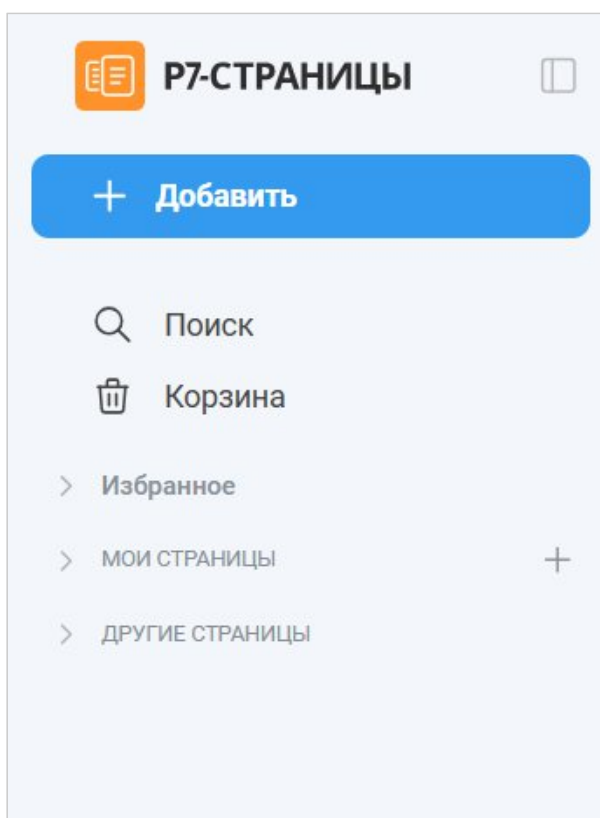 Р7-СТРАНИЦЫ
Добавить
Поиск
Корзина
Избранное
МОИ СТРАНИЦЫ
ДРУГИЕ СТРАНИЦЫ